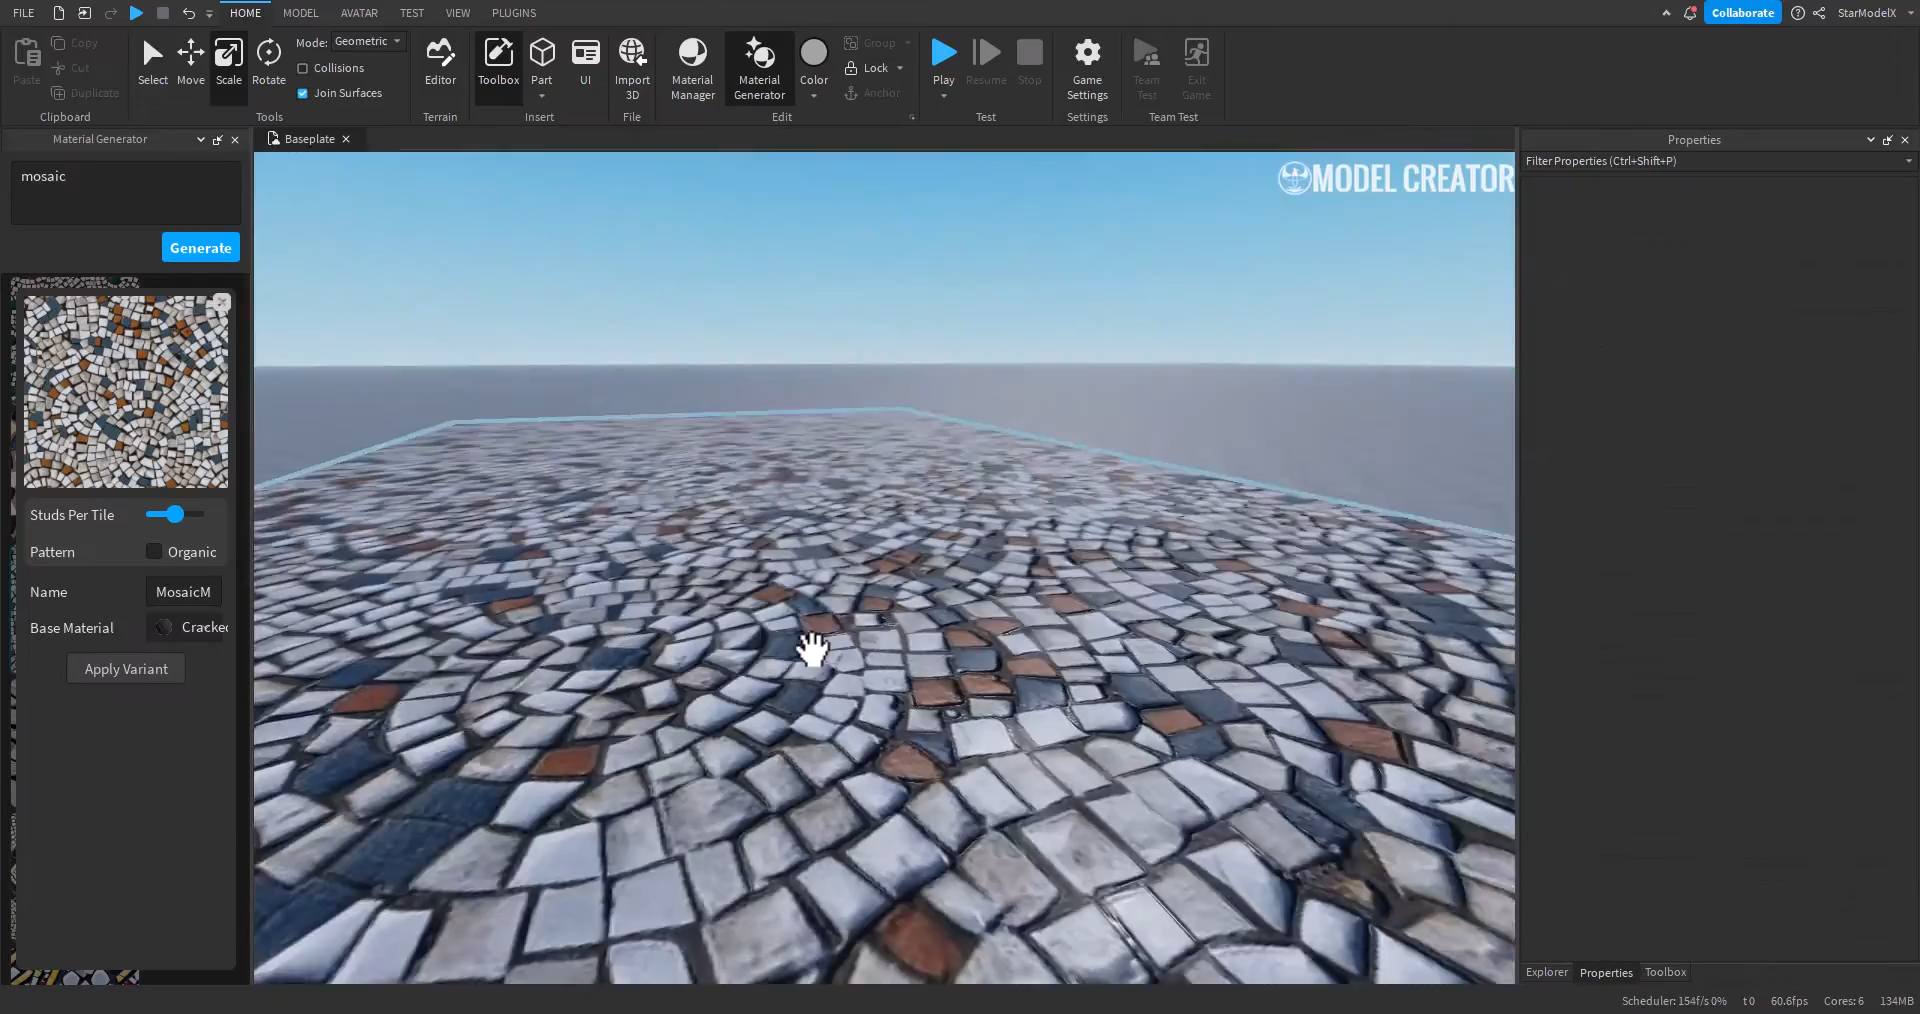 FILE HOME MODEL AVATAR TEST VIEW PLUGINS Collaborate StarModelX
Paste Copy Cut Duplicate
Clipboard
Select Move Scale Rotate
Mode: Geometric
Collisions
Join Surfaces
Tools
Editor
Terrain
Toolbox Part UI
Insert
Import
3D
File
Material
Manager
Material
Generator
Color
Group
Lock
Anchor
Edit
Play Resume Stop
Test
Game
Settings
Settings
Team
Test
Exit
Game
Team Test
Material Generator
mosaic
Generate
Studs Per Tile
Pattern Organic
Name MosaicM
Base Material Cracked
Apply Variant
Baseplate
MODEL CREATOR
Properties
Filter Properties (Ctrl+Shift+P)
Explorer Properties Toolbox
Scheduler: 154f/s 0% t 0 60.6fps Cores: 6 134MB